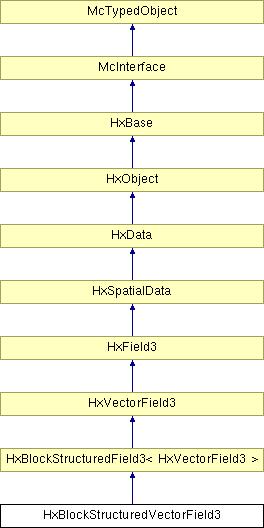 McTypedObject
McInterface
HxBase
HxObject
HxData
HxSpatialData
HxField3
HxVectorField3
HxBlockStructuredField3< HxVectorField3 >
HxBlockStructuredVectorField3